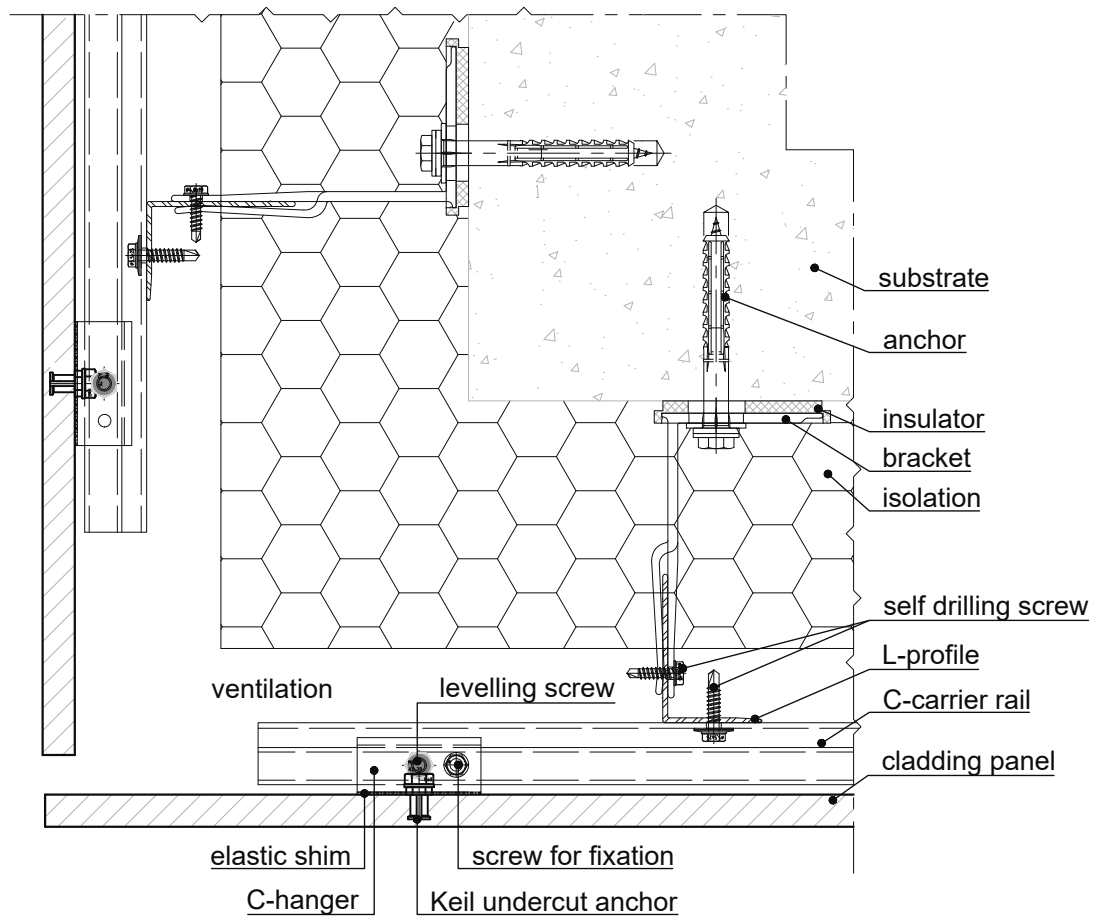 substrate
anchor
insulator
bracket
isolation
self drilling screw
L-profile
ventilation
levelling screw
C-carrier rail
cladding panel
elastic shim
screw for fixation
C-hanger
Keil undercut anchor